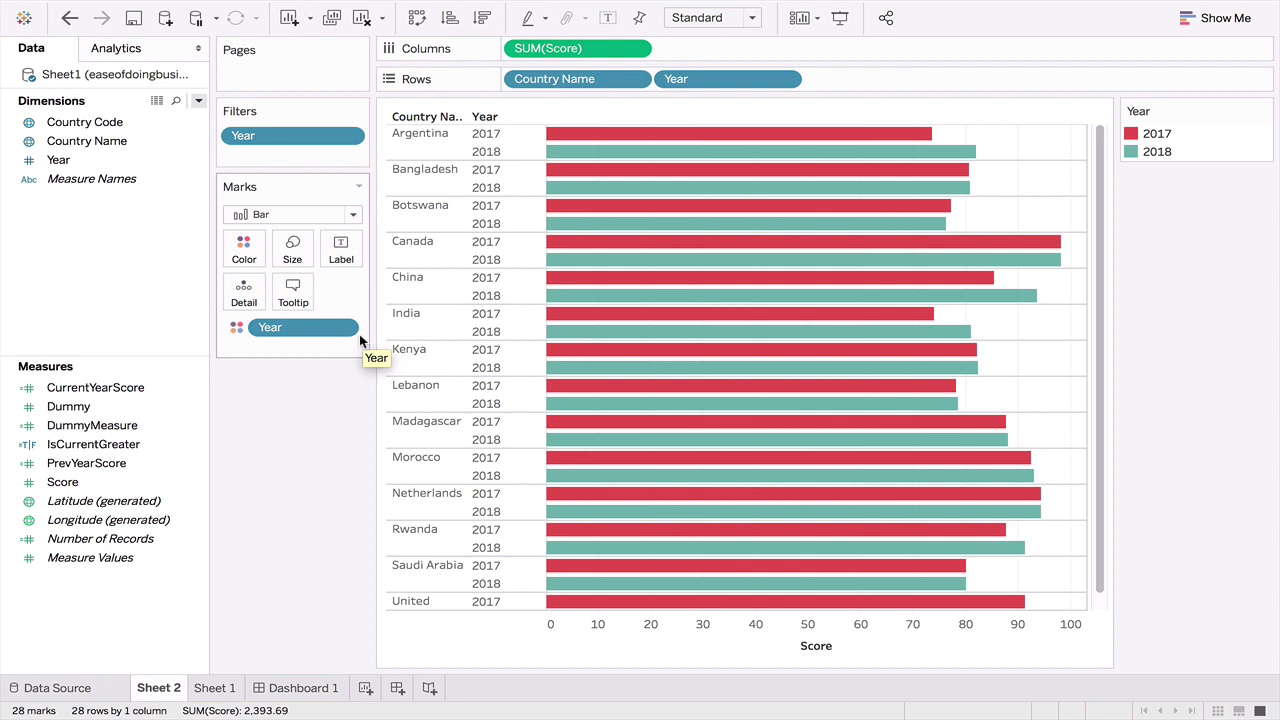 Standard
Show Me
Data
Analytics
Sheet1 (easeofdoingbusi...
Dimensions
Country Code
Country Name
Year
Abc
Measure Names
Measures
CurrentYearScore
Dummy
DummyMeasure
=T|F IsCurrentGreater
PrevYearScore
Score
Latitude (generated)
Longitude (generated)
Number of Records
Measure Values
Pages
Filters
Year
Marks
Bar
Color
Size
Label
Detail
Tooltip
Year
Year
Columns
SUM(Score)
Rows
Country Name
Year
Country Na.. Year
Argentina 2017
2018
Bangladesh 2017
2018
Botswana 2017
2018
Canada 2017
2018
China 2017
2018
India 2017
2018
Kenya 2017
2018
Lebanon 2017
2018
Madagascar 2017
2018
Morocco 2017
2018
Netherlands 2017
2018
Rwanda 2017
2018
Saudi Arabia 2017
2018
United 2017
0 10 20 30 40 50 60 70 80 90 100
Score
Year
2017
2018
Data Source
Sheet 2
Sheet 1
Dashboard 1
28 marks
28 rows by 1 column
SUM(Score): 2,393.69